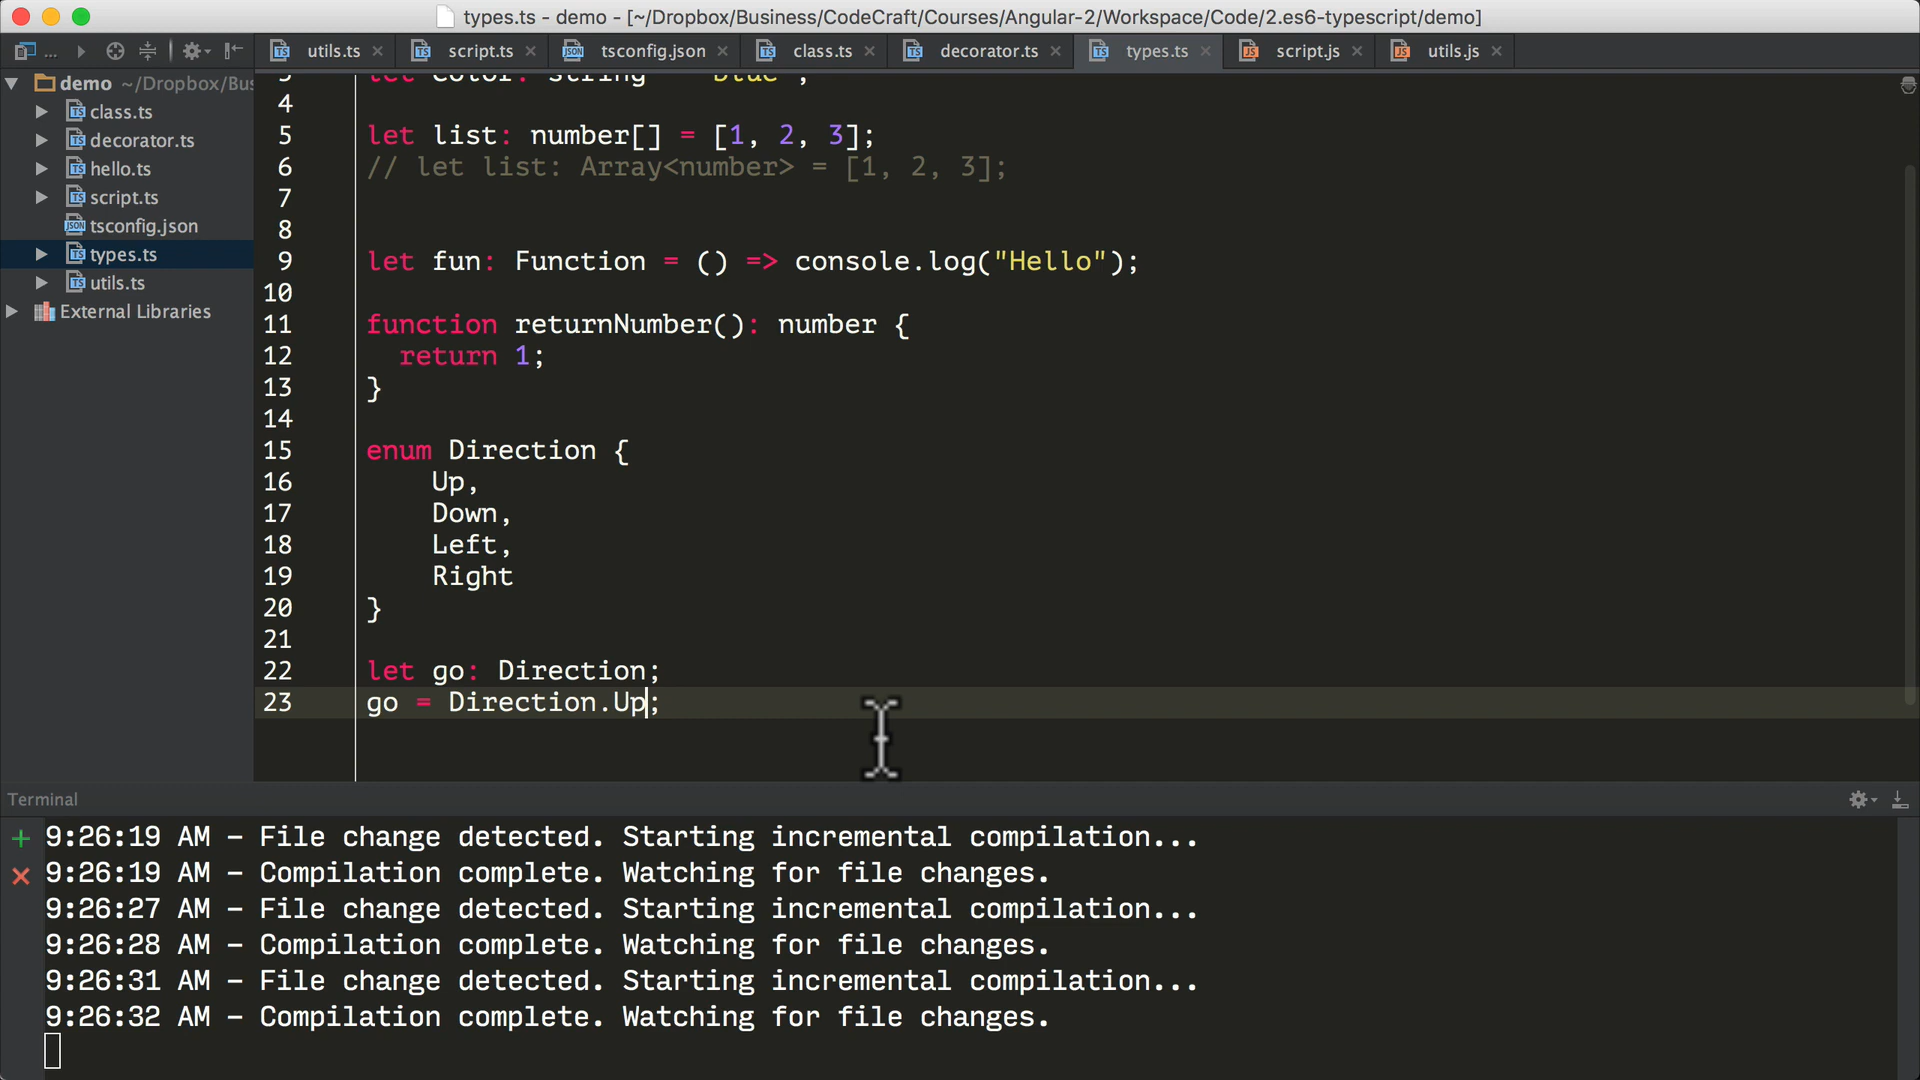 types.ts - demo - [~/Dropbox/Business/CodeCraft/Courses/Angular-2/Workspace/Code/2.es6-typescript/demo]
... utils.ts script.ts tsconfig.json class.ts decorator.ts types.ts script.js utils.js
demo ~/Dropbox/Bus
class.ts
decorator.ts
hello.ts
script.ts
tsconfig.json
types.ts
utils.ts
External Libraries
3 let color: string = "blue";
4
5 let list: number[] = [1, 2, 3];
6 // let list: Array<number> = [1, 2, 3];
7
8
9 let fun: Function = () => console.log("Hello");
10
11 function returnNumber(): number {
12 return 1;
13 }
14
15 enum Direction {
16 Up,
17 Down,
18 Left,
19 Right
20 }
21
22 let go: Direction;
23 go = Direction.Up;
Terminal
9:26:19 AM – File change detected. Starting incremental compilation...
9:26:19 AM – Compilation complete. Watching for file changes.
9:26:27 AM – File change detected. Starting incremental compilation...
9:26:28 AM – Compilation complete. Watching for file changes.
9:26:31 AM – File change detected. Starting incremental compilation...
9:26:32 AM – Compilation complete. Watching for file changes.